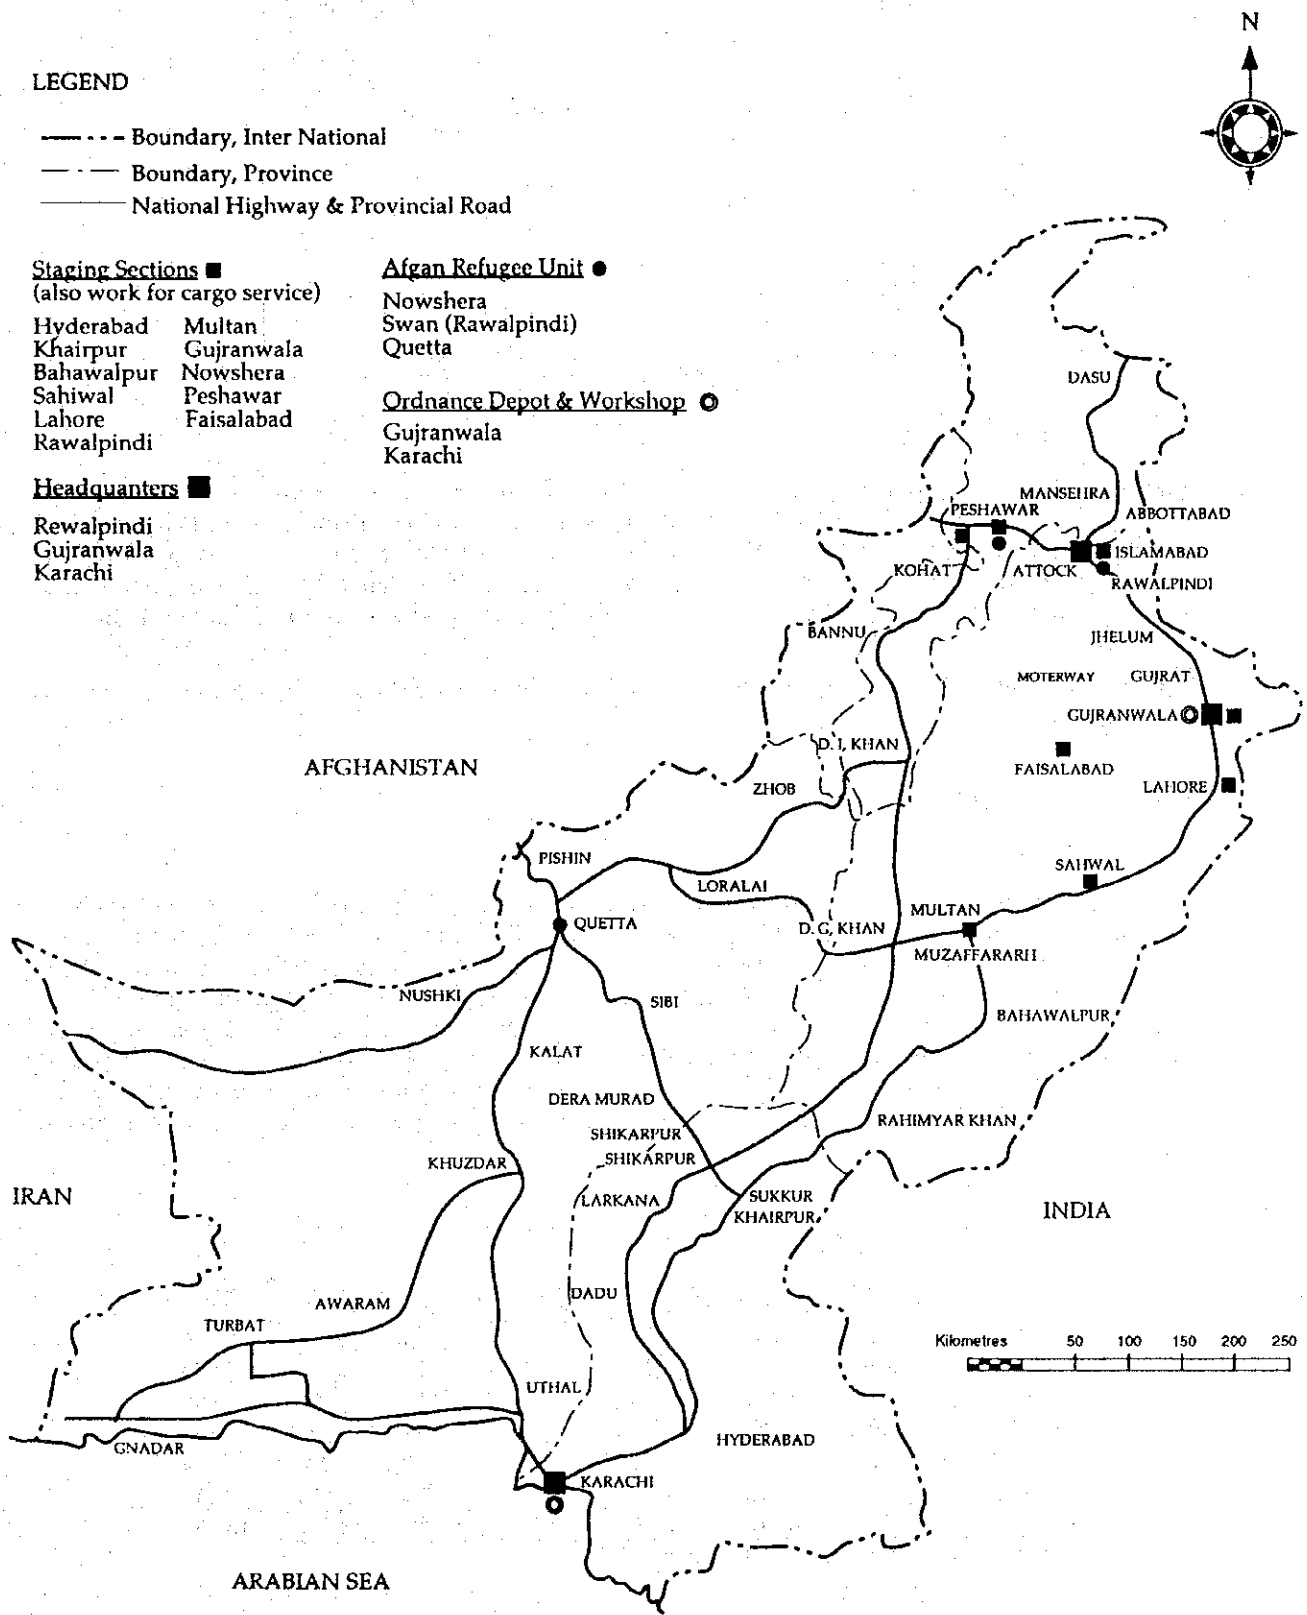 N
LEGEND
Boundary, Inter National
Boundary, Province
National Highway & Provincial Road
Staging Sections
(also work for cargo service)
Hyderabad Multan
Khairpur Gujranwala
Bahawalpur Nowshera
Sahiwal Peshawar
Lahore Faisalabad
Rawalpindi
Headquanters
Rewalpindi
Gujranwala
Karachi
Afgan Refugee Unit
Nowshera
Swan (Rawalpindi)
Quetta
Ordnance Depot & Workshop
Gujranwala
Karachi
DASU
MANSEHRA
PESHAWAR
ABBOTTABAD
ISLAMABAD
KOHAT
ATTOCK
RAWALPINDI
BANNU
JHELUM
MOTERWAY
GUJRAT
GUJRANWALA
D. I. KHAN
FAISALABAD
AFGHANISTAN
ZHOB
LAHORE
PISHIN
SAHWAL
LORALAI
MULTAN
QUETTA
D. G. KHAN
MUZAFFARARH
NUSHKI
SIBI
BAHAWALPUR
KALAT
DERA MURAD
RAHIMYAR KHAN
SHIKARPUR
SHIKARPUR
KHUZDAR
IRAN
LARKANA
SUKKUR
KHAIRPUR
INDIA
DADU
AWARAM
TURBAT
Kilometres 50 100 150 200 250
UTHAL
GNADAR
HYDERABAD
KARACHI
ARABIAN SEA